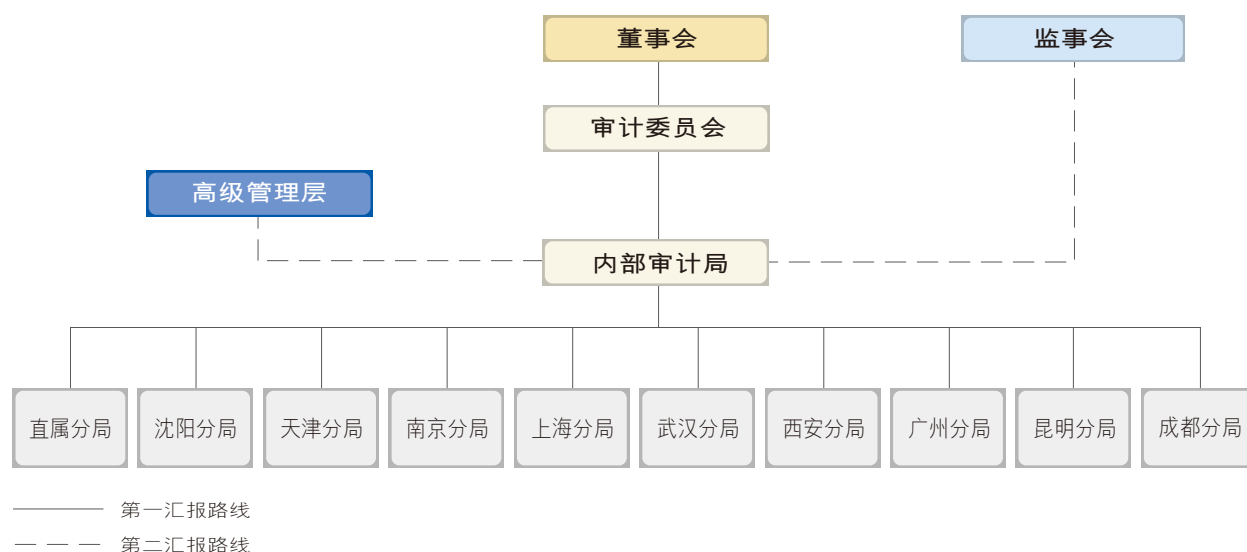 董事会
监事会
审计委员会
高级管理层
内部审计局
直属分局
沈阳分局
天津分局
南京分局
上海分局
武汉分局
西安分局
广州分局
昆明分局
成都分局
第一汇报路线
第二汇报路线